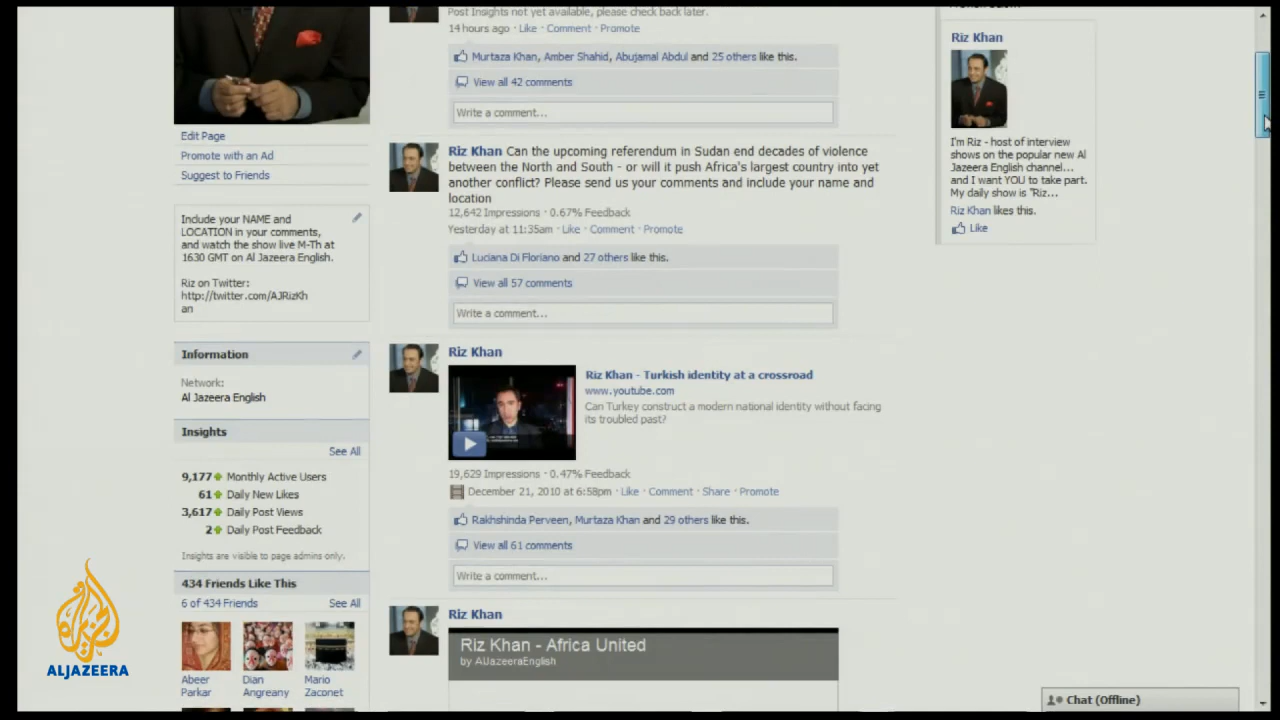 Post Insights not yet available, please check back later.
14 hours ago · Like · Comment · Promote
Murtaza Khan, Amber Shahid, Abujamal Abdul and 25 others like this.
View all 42 comments
Write a comment...
Edit Page
Promote with an Ad
Suggest to Friends
Include your NAME and
LOCATION in your comments,
and watch the show live M-Th at
1630 GMT on Al Jazeera English.
Riz on Twitter:
http://twitter.com/AJRizKh
an
Information
Network:
Al Jazeera English
Insights
See All
9,177 Monthly Active Users
61 Daily New Likes
3,617 Daily Post Views
2 Daily Post Feedback
Insights are visible to page admins only.
434 Friends Like This
6 of 434 Friends See All
Abeer
Parkar
Dian
Angreany
Mario
Zaconet
Riz Khan Can the upcoming referendum in Sudan end decades of violence
between the North and South - or will it push Africa's largest country into yet
another conflict? Please send us your comments and include your name and
location
12,642 Impressions · 0.67% Feedback
Yesterday at 11:35am · Like · Comment · Promote
Luciana Di Floriano and 27 others like this.
View all 57 comments
Write a comment...
Riz Khan
Riz Khan - Turkish identity at a crossroad
www.youtube.com
Can Turkey construct a modern national identity without facing
its troubled past?
19,629 Impressions · 0.47% Feedback
December 21, 2010 at 6:58pm · Like · Comment · Share · Promote
Rakhshinda Perveen, Murtaza Khan and 29 others like this.
View all 61 comments
Write a comment...
Riz Khan
Riz Khan - Africa United
by AlJazeeraEnglish
Riz Khan
I'm Riz - host of interview
shows on the popular new Al
Jazeera English channel...
and I want YOU to take part.
My daily show is "Riz...
Riz Khan likes this.
Like
Chat (Offline)
ALJAZEERA